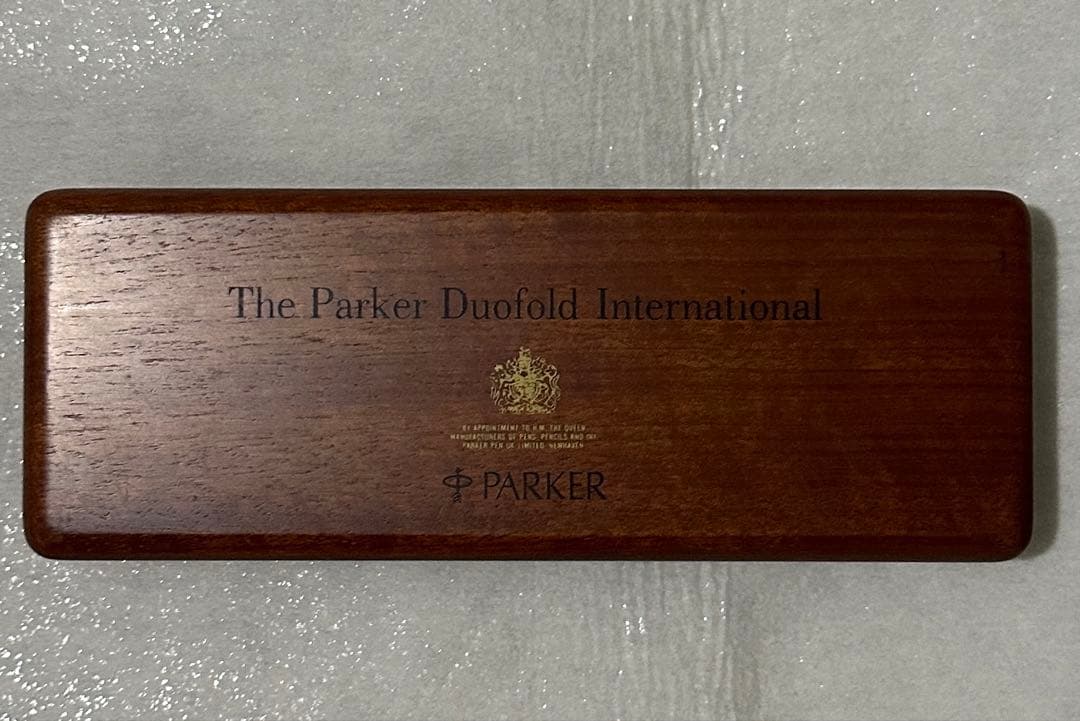 The Parker Duofold International
BY APPOINTMENT TO H.M. THE QUEEN
MANUFACTURERS OF PENS, PENCILS AND INK
PARKER PEN UK LIMITED NEWHAVEN
PARKER